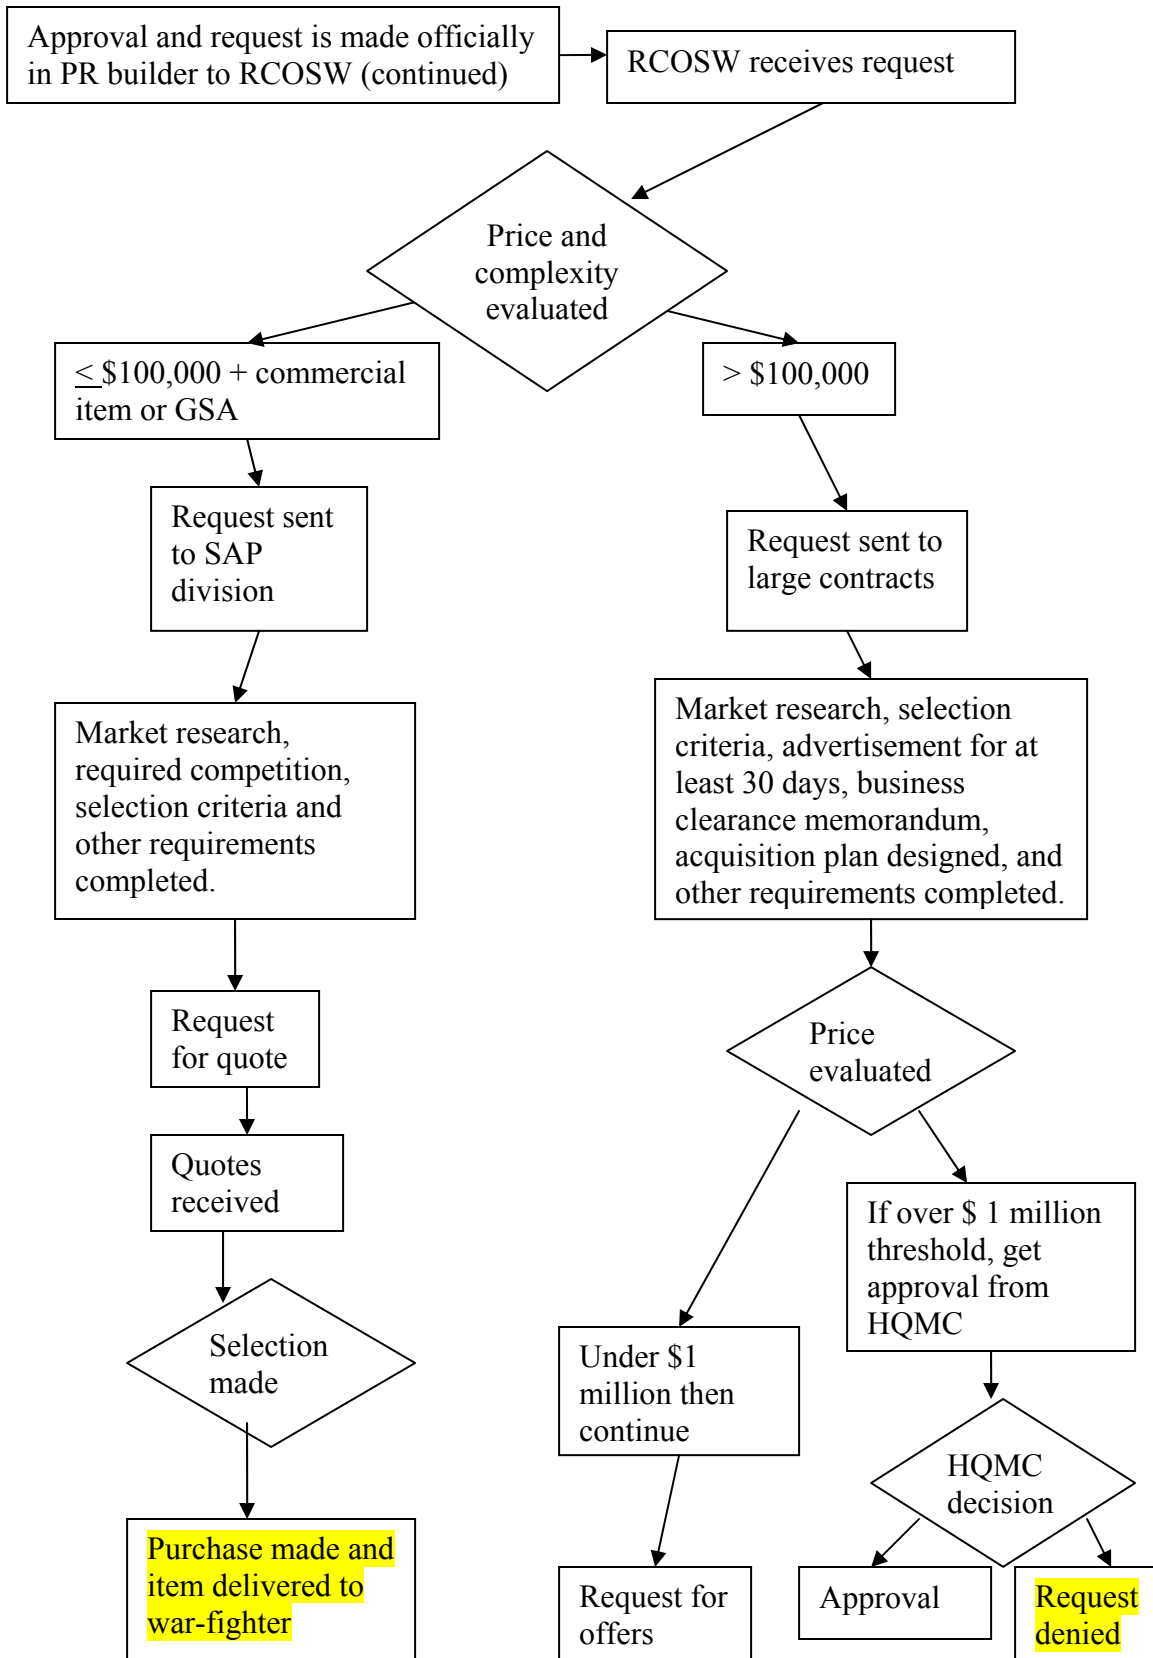 Approval and request is made officially
in PR builder to RCOSW (continued)
RCOSW receives request
Price and
complexity
evaluated
< $100,000 + commercial
item or GSA
> $100,000
Request sent
to SAP
division
Request sent to
large contracts
Market research,
required competition,
selection criteria and
other requirements
completed.
Market research, selection
criteria, advertisement for at
least 30 days, business
clearance memorandum,
acquisition plan designed, and
other requirements completed.
Request
for quote
Price
evaluated
Quotes
received
If over $ 1 million
threshold, get
approval from
HQMC
Selection
made
Under $1
million then
continue
HQMC
decision
Purchase made and
item delivered to
war-fighter
Request for
offers
Approval
Request
denied